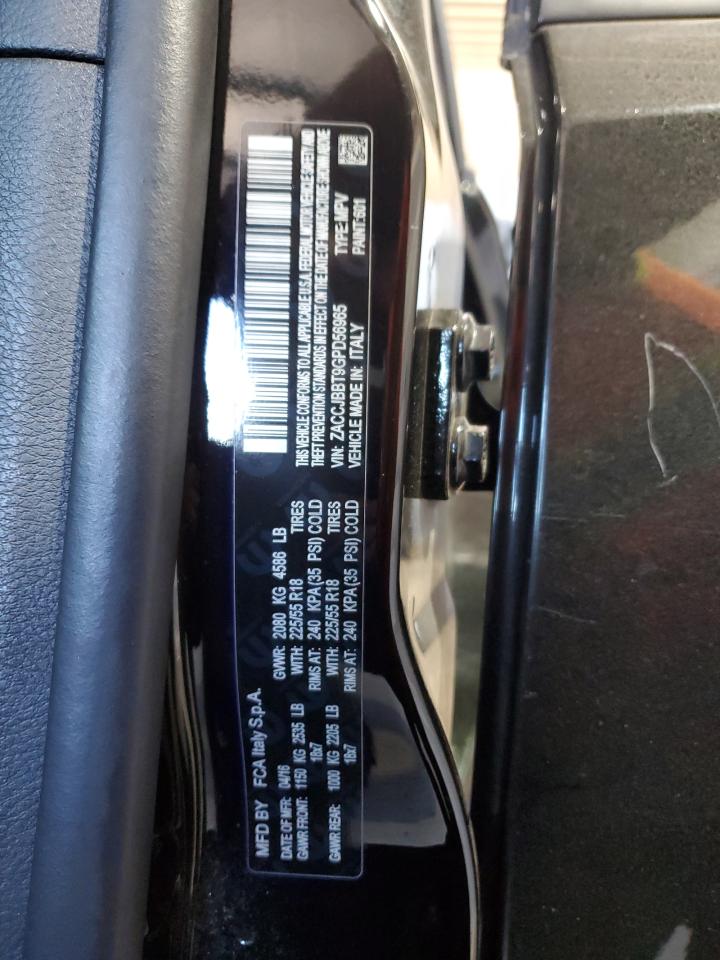 MFD BY FCA Italy S.p.A.
DATE OF MFR: 04/16 GVWR: 2080 KG 4586 LB
GAWR FRONT: 1150 KG 2535 LB WITH: 225/55 R18 TIRES
18x7 RIMS AT: 240 KPA(35 PSI) COLD
GAWR REAR: 1000 KG 2205 LB WITH: 225/55 R18 TIRES
18x7 RIMS AT: 240 KPA(35 PSI) COLD
THIS VEHICLE CONFORMS TO ALL APPLICABLE U.S.A. FEDERAL MOTOR VEHICLE SAFETY AND
THEFT PREVENTION STANDARDS IN EFFECT ON THE DATE OF MANUFACTURE SHOWN ABOVE
VIN: ZACCJBBT9GPD56965 TYPE: MPV
VEHICLE MADE IN: ITALY PAINT: 601